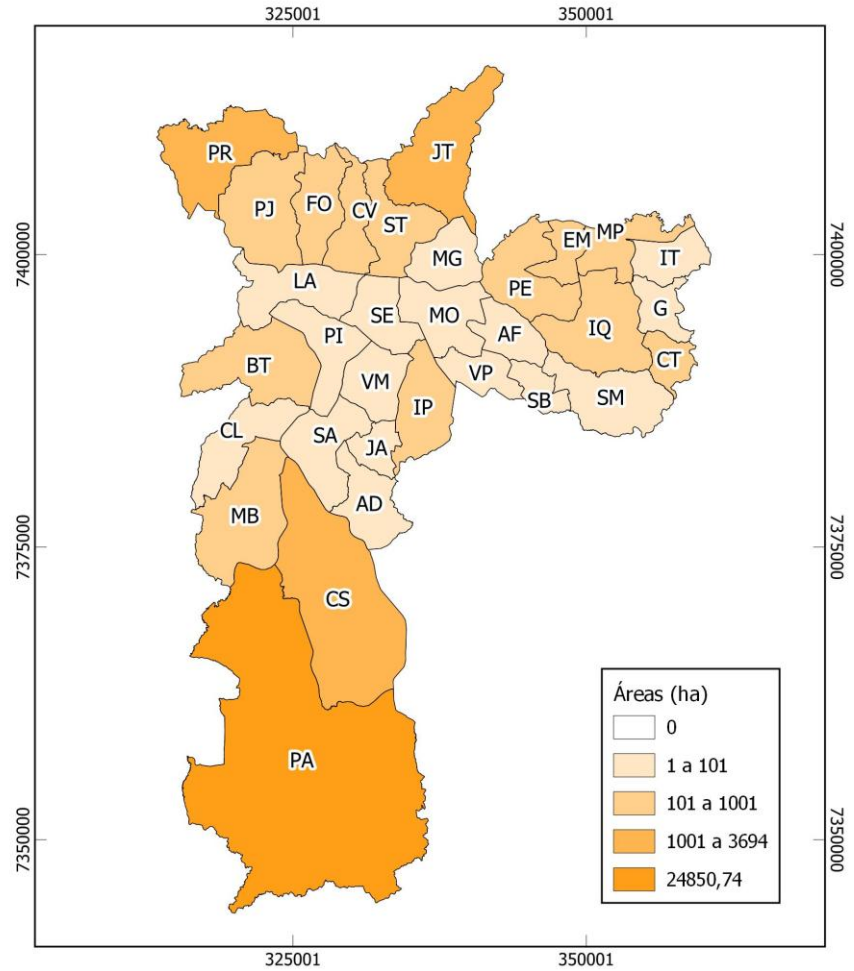 325001
350001
PR
JT
PJ
FO
CV
ST
7400000
7400000
MG
EM
MP
IT
LA
PE
SE
MO
G
PI
AF
IQ
BT
VM
VP
CT
IP
SB
SM
CL
SA
JA
MB
AD
7375000
7375000
CS
PA
Áreas (ha)
0
1 a 101
101 a 1001
1001 a 3694
24850,74
7350000
7350000
325001
350001